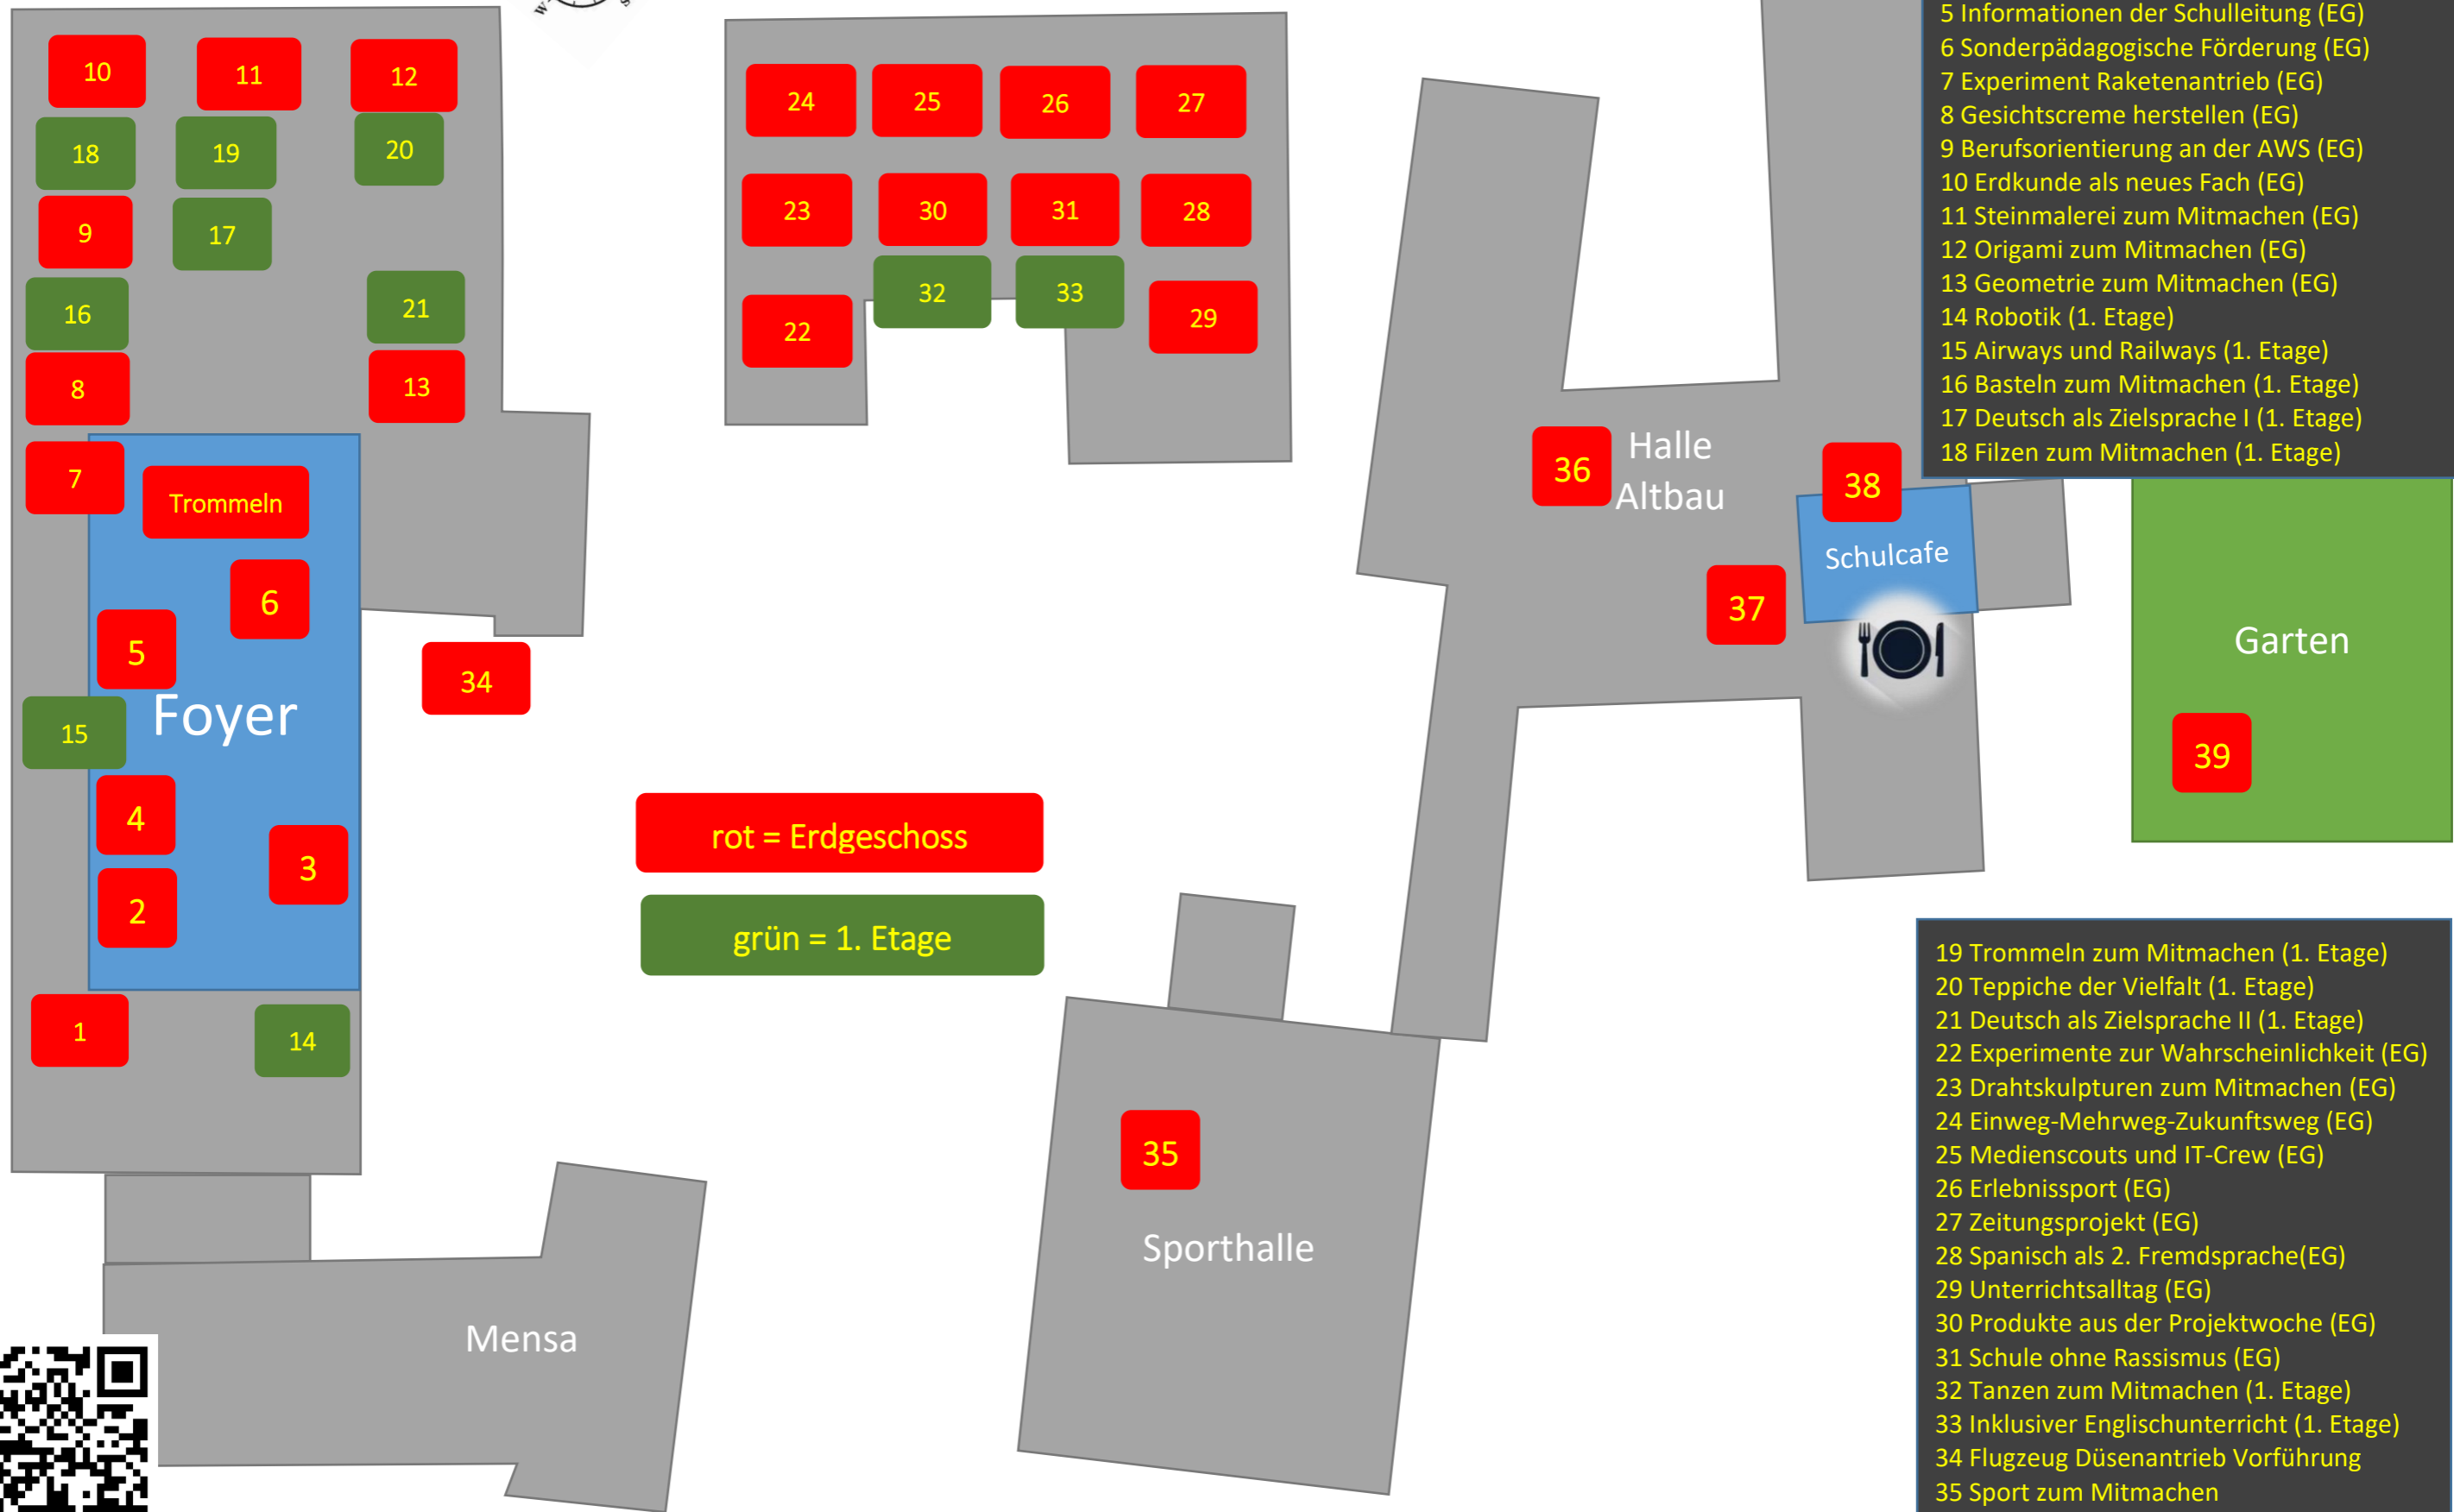 10
11
12
18
19
20
9
17
16
21
8
13
7
Trommeln
6
5
34
15
Foyer
4
3
2
1
14
24
25
26
27
23
30
31
28
32
33
22
29
rot = Erdgeschoss
grün = 1. Etage
36
Halle
Altbau
38
Schulcafe
37
Garten
39
35
Sporthalle
Mensa
5 Informationen der Schulleitung (EG)
6 Sonderpädagogische Förderung (EG)
7 Experiment Raketenantrieb (EG)
8 Gesichtscreme herstellen (EG)
9 Berufsorientierung an der AWS (EG)
10 Erdkunde als neues Fach (EG)
11 Steinmalerei zum Mitmachen (EG)
12 Origami zum Mitmachen (EG)
13 Geometrie zum Mitmachen (EG)
14 Robotik (1. Etage)
15 Airways und Railways (1. Etage)
16 Basteln zum Mitmachen (1. Etage)
17 Deutsch als Zielsprache I (1. Etage)
18 Filzen zum Mitmachen (1. Etage)
19 Trommeln zum Mitmachen (1. Etage)
20 Teppiche der Vielfalt (1. Etage)
21 Deutsch als Zielsprache II (1. Etage)
22 Experimente zur Wahrscheinlichkeit (EG)
23 Drahtskulpturen zum Mitmachen (EG)
24 Einweg-Mehrweg-Zukunftsweg (EG)
25 Medienscouts und IT-Crew (EG)
26 Erlebnissport (EG)
27 Zeitungsprojekt (EG)
28 Spanisch als 2. Fremdsprache(EG)
29 Unterrichtsalltag (EG)
30 Produkte aus der Projektwoche (EG)
31 Schule ohne Rassismus (EG)
32 Tanzen zum Mitmachen (1. Etage)
33 Inklusiver Englischunterricht (1. Etage)
34 Flugzeug Düsenantrieb Vorführung
35 Sport zum Mitmachen